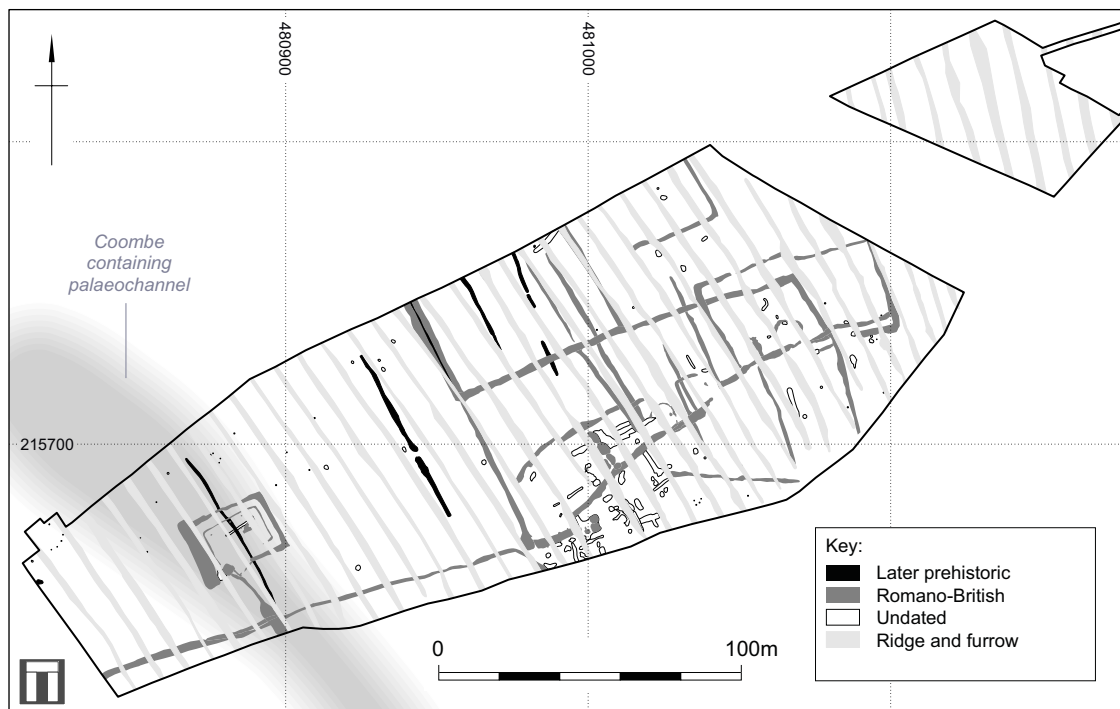 480900
481000
Coombe
containing
palaeochannel
215700
Key:
Later prehistoric
Romano-British
Undated
Ridge and furrow
0
100m